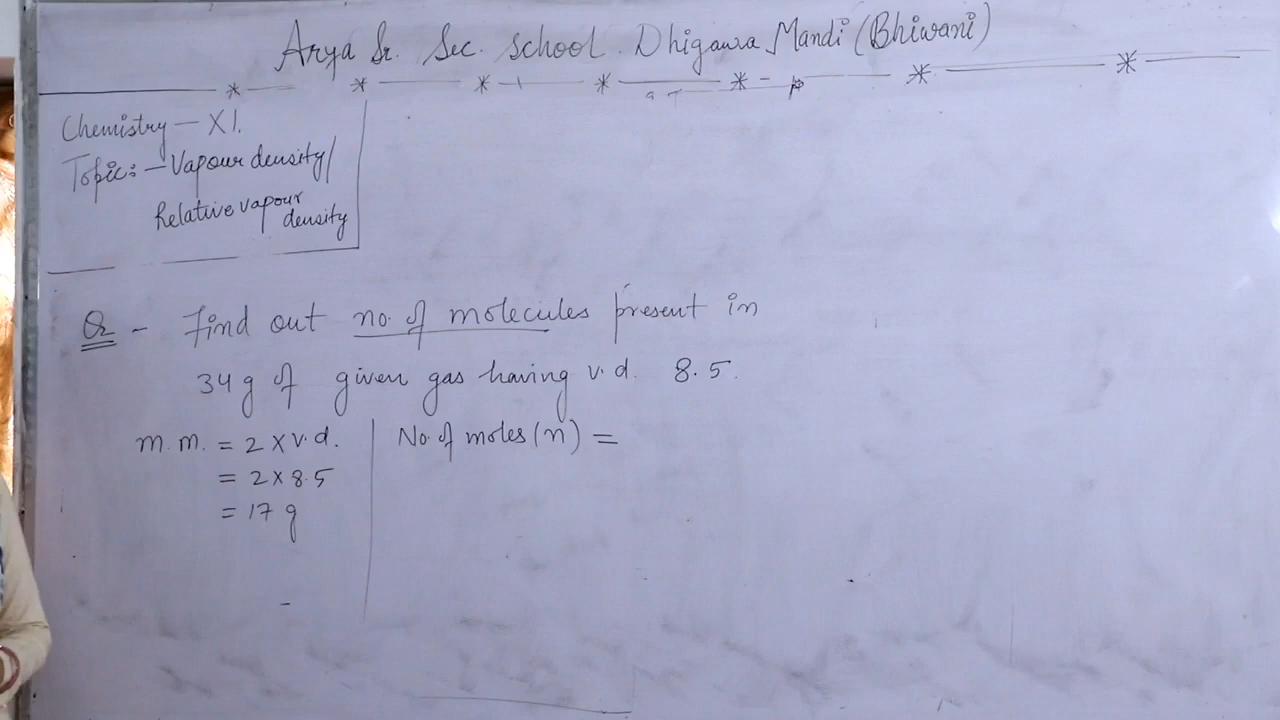 Arya Sr. Sec. School. Dhigawa Mandi (Bhiwani)
Chemistry - XI.
Topic:- Vapour density/
Relative vapour
density
Q - Find out no. of molecules present in
34 g of given gas having v.d. 8.5.
m.m. = 2 x v.d.
= 2 x 8.5
= 17 g
No. of moles (n) =